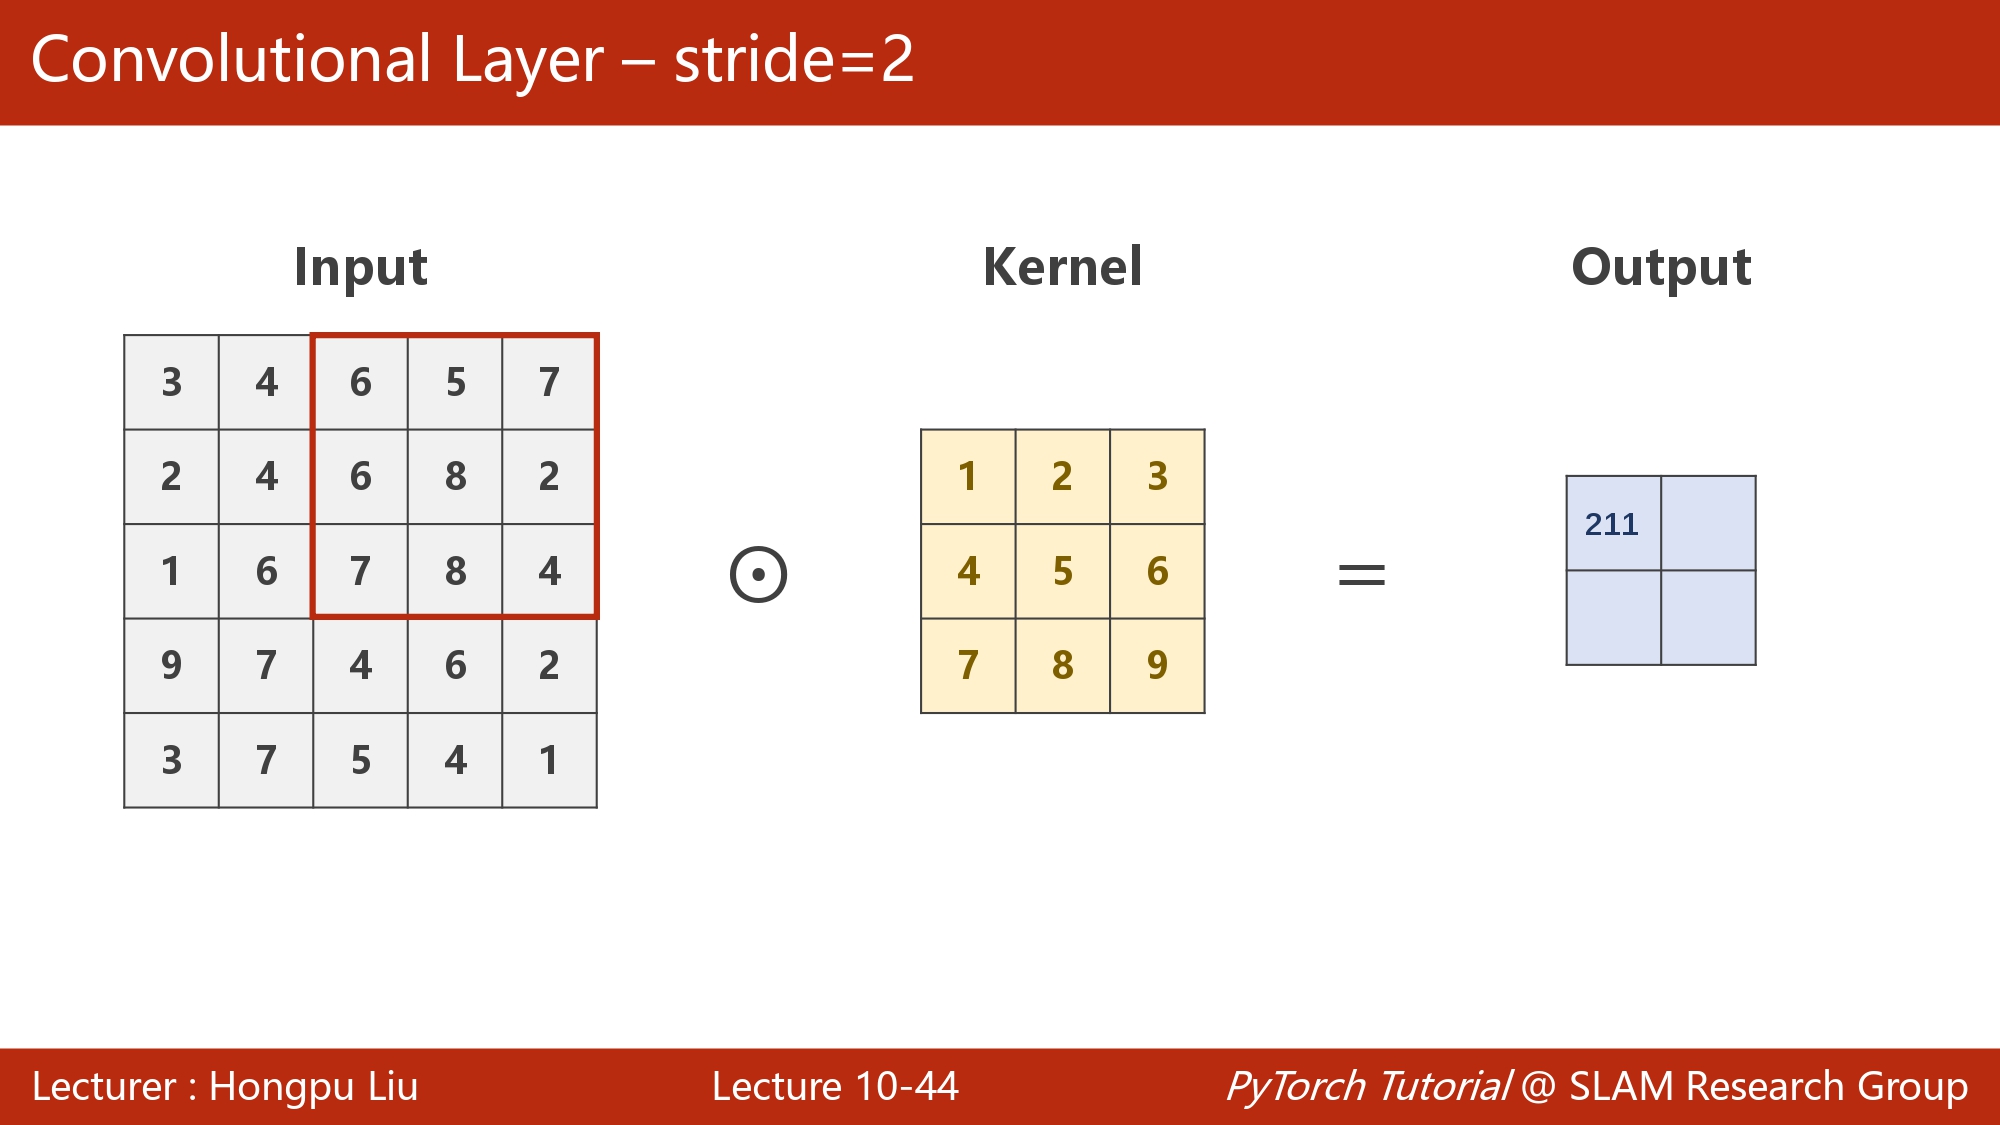 Convolutional Layer – stride=2
Input
Kernel
Output
3 4 6 5 7
2 4 6 8 2
1 6 7 8 4
9 7 4 6 2
3 7 5 4 1
⊙
1 2 3
4 5 6
7 8 9
=
211
Lecturer : Hongpu Liu
Lecture 10-44
PyTorch Tutorial @ SLAM Research Group